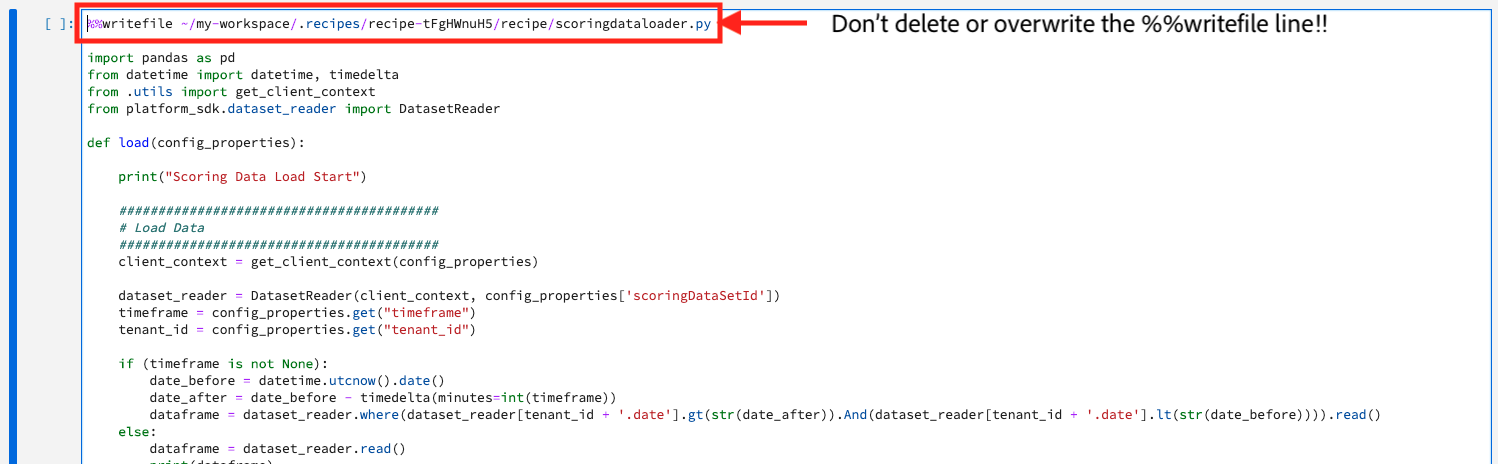 [ ]: %%writefile ~/my-workspace/.recipes/recipe-tFgHWnuH5/recipe/scoringdataloader.py Don't delete or overwrite the %%writefile line!!
import pandas as pd
from datetime import datetime, timedelta
from .utils import get_client_context
from platform_sdk.dataset_reader import DatasetReader
def load(config_properties):
print("Scoring Data Load Start")
#########################################
# Load Data
#########################################
client_context = get_client_context(config_properties)
dataset_reader = DatasetReader(client_context, config_properties['scoringDataSetId'])
timeframe = config_properties.get("timeframe")
tenant_id = config_properties.get("tenant_id")
if (timeframe is not None):
date_before = datetime.utcnow().date()
date_after = date_before - timedelta(minutes=int(timeframe))
dataframe = dataset_reader.where(dataset_reader[tenant_id + '.date'].gt(str(date_after)).And(dataset_reader[tenant_id + '.date'].lt(str(date_before)))).read()
else:
dataframe = dataset_reader.read()